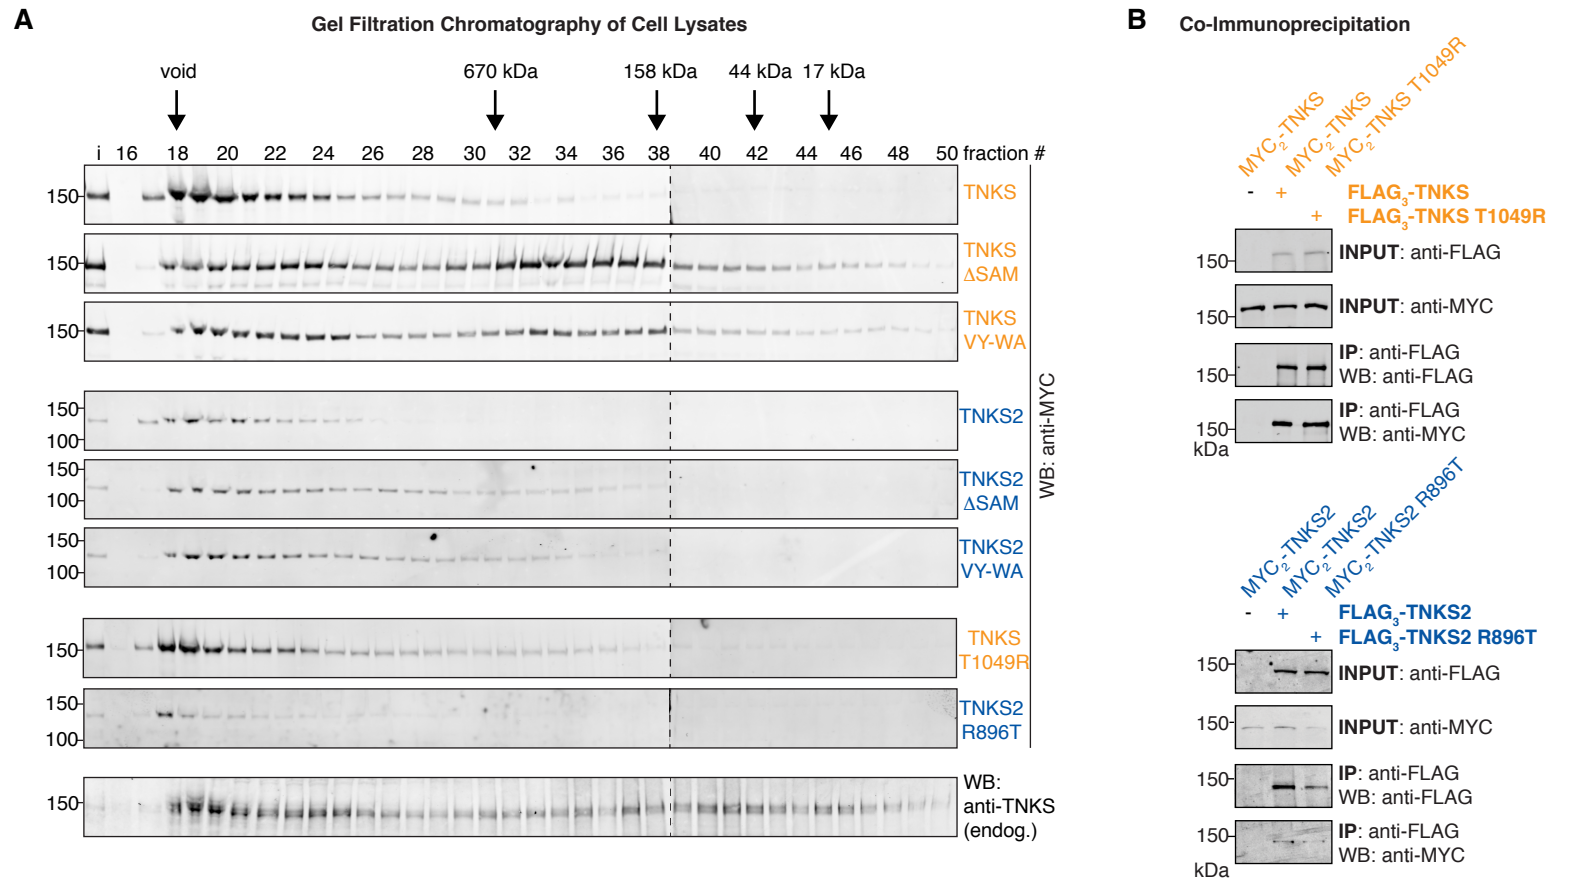 A
Gel Filtration Chromatography of Cell Lysates
void
670 kDa
158 kDa
44 kDa
17 kDa
i 16 18 20 22 24 26 28 30 32 34 36 38 40 42 44 46 48 50 fraction #
150
TNKS
150
TNKS
ΔSAM
150
TNKS
VY-WA
150
100
TNKS2
150
100
TNKS2
ΔSAM
150
100
TNKS2
VY-WA
150
TNKS
T1049R
150
100
TNKS2
R896T
WB: anti-MYC
150
WB:
anti-TNKS
(endog.)
B
Co-Immunoprecipitation
MYC₂-TNKS
MYC₂-TNKS
MYC₂-TNKS T1049R
- + FLAG₃-TNKS
+ FLAG₃-TNKS T1049R
150
INPUT: anti-FLAG
150
INPUT: anti-MYC
150
IP: anti-FLAG
WB: anti-FLAG
150
kDa
IP: anti-FLAG
WB: anti-MYC
MYC₂-TNKS2
MYC₂-TNKS2
MYC₂-TNKS2 R896T
- + FLAG₃-TNKS2
+ FLAG₃-TNKS2 R896T
150
INPUT: anti-FLAG
150
INPUT: anti-MYC
150
IP: anti-FLAG
WB: anti-FLAG
150
kDa
IP: anti-FLAG
WB: anti-MYC